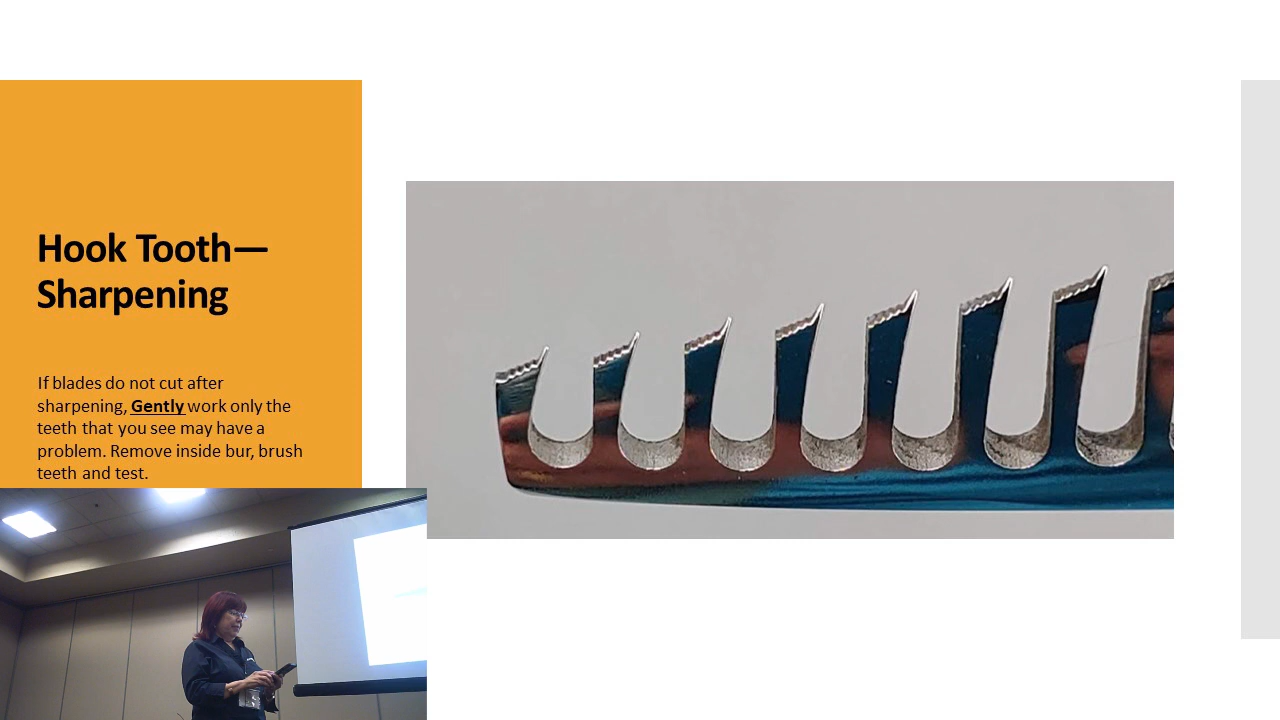 Hook Tooth—
Sharpening
If blades do not cut after
sharpening, Gently work only the
teeth that you see may have a
problem. Remove inside bur, brush
teeth and test.